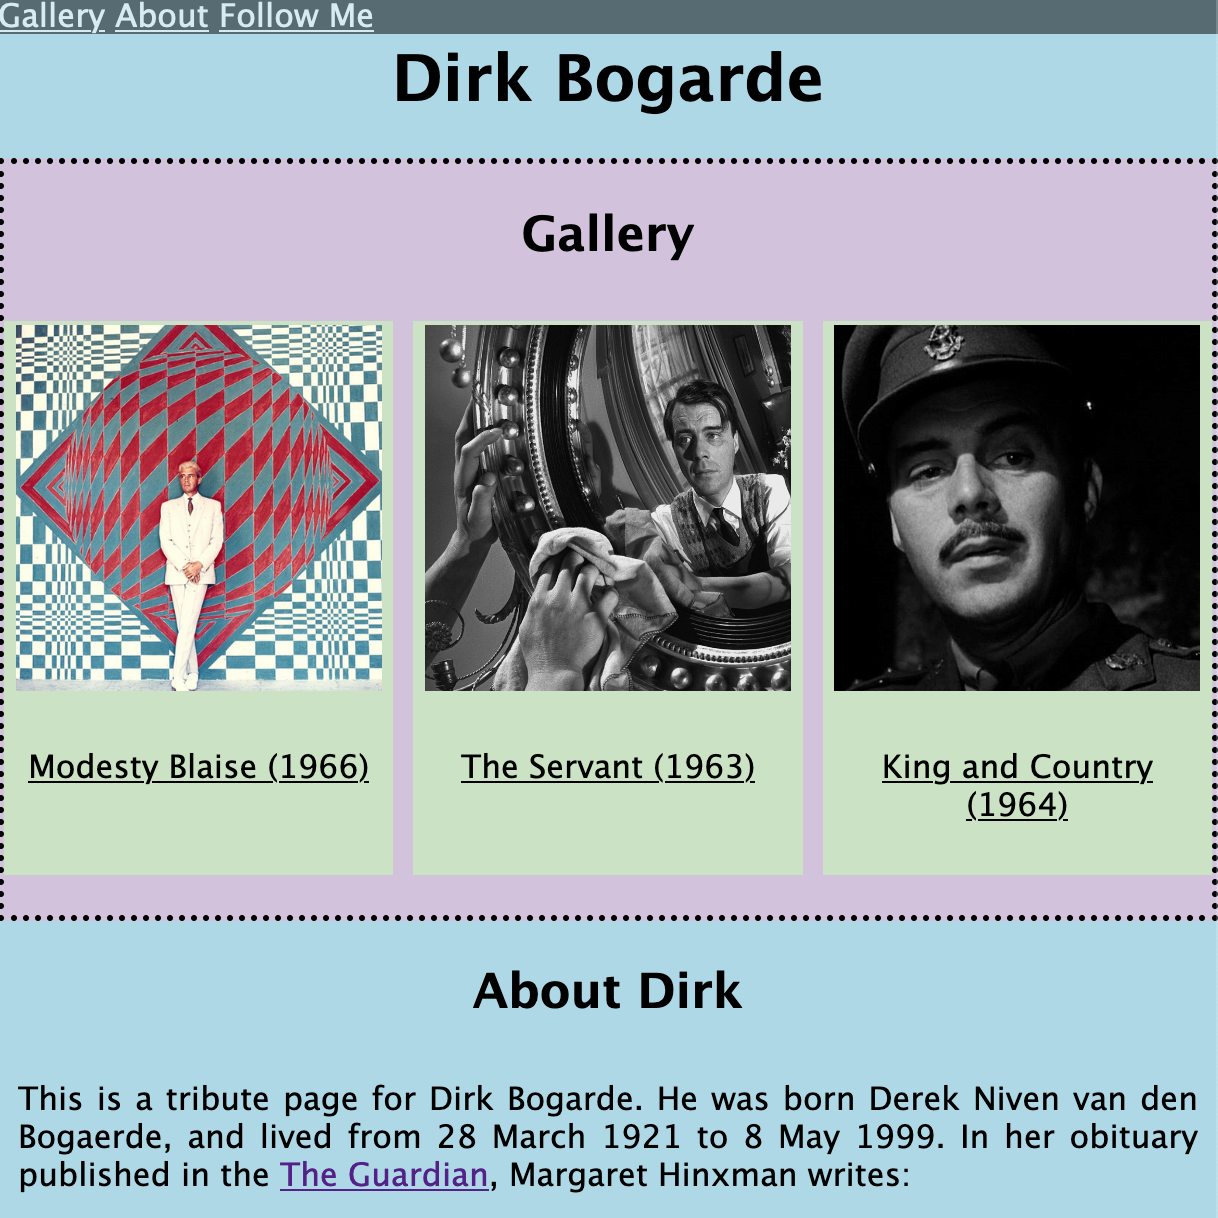 Gallery About Follow Me
Dirk Bogarde
Gallery
Modesty Blaise (1966)
The Servant (1963)
King and Country
(1964)
About Dirk
This is a tribute page for Dirk Bogarde. He was born Derek Niven van den
Bogaerde, and lived from 28 March 1921 to 8 May 1999. In her obituary
published in the The Guardian, Margaret Hinxman writes: